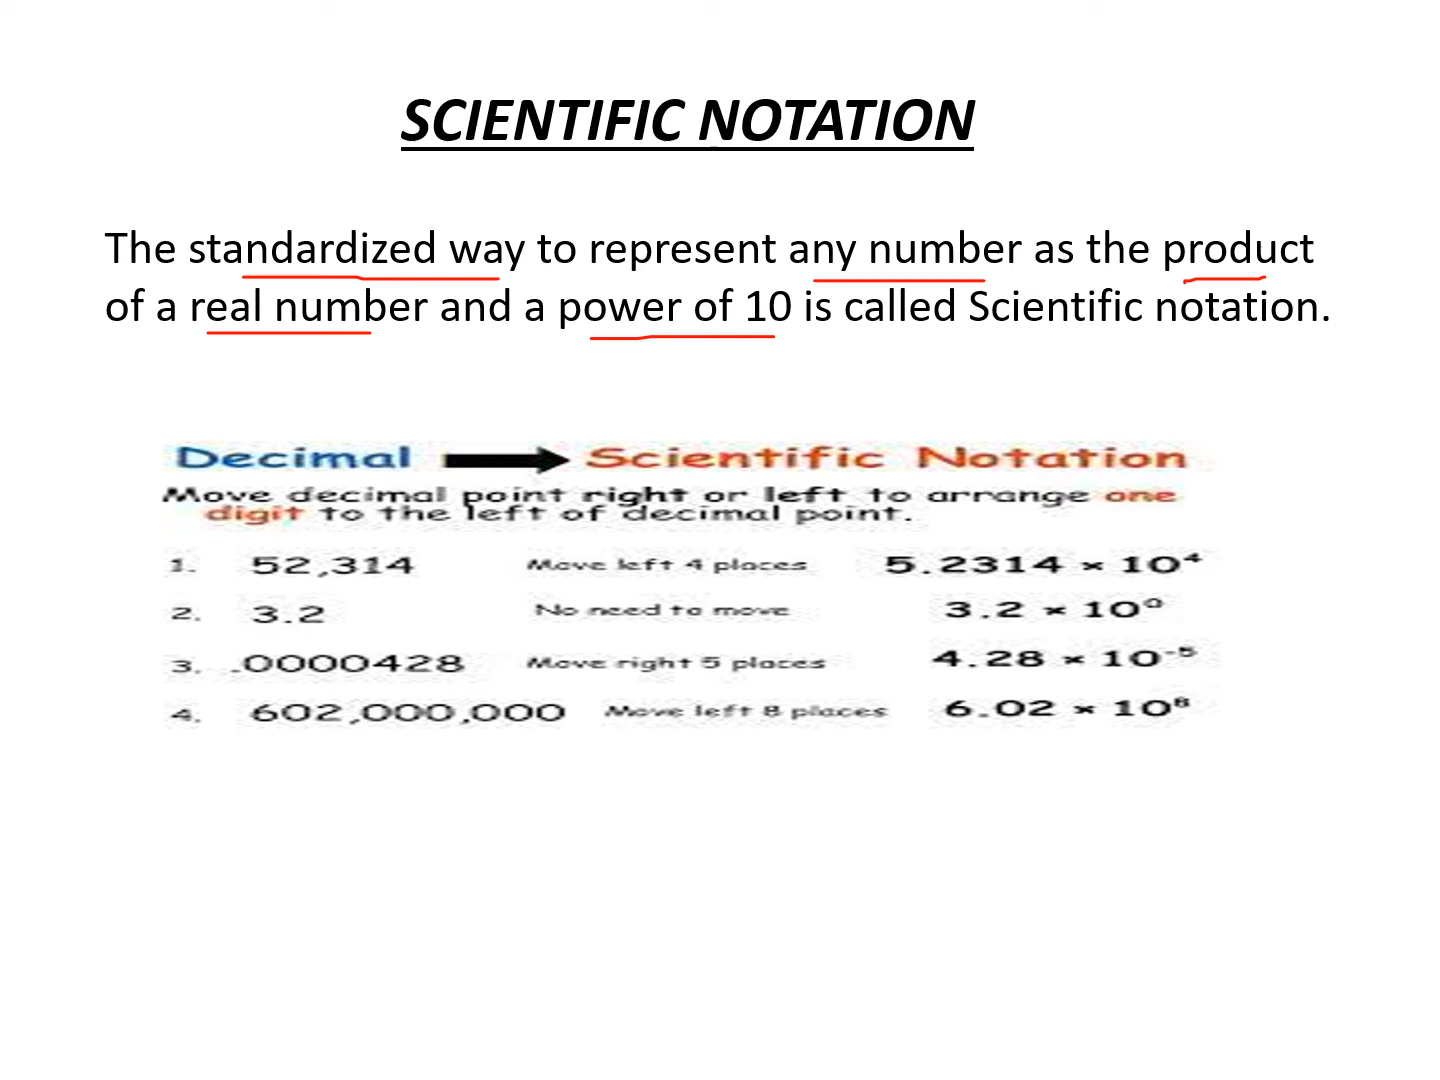 SCIENTIFIC NOTATION
The standardized way to represent any number as the product
of a real number and a power of 10 is called Scientific notation.
Decimal Scientific Notation
Move decimal point right or left to arrange one
digit to the left of decimal point.
1. 52,314 Move left 4 places 5.2314 × 10⁴
2. 3.2 No need to move 3.2 × 10⁰
3. .0000428 Move right 5 places 4.28 × 10⁻⁵
4. 602,000,000 Move left 8 places 6.02 × 10⁸